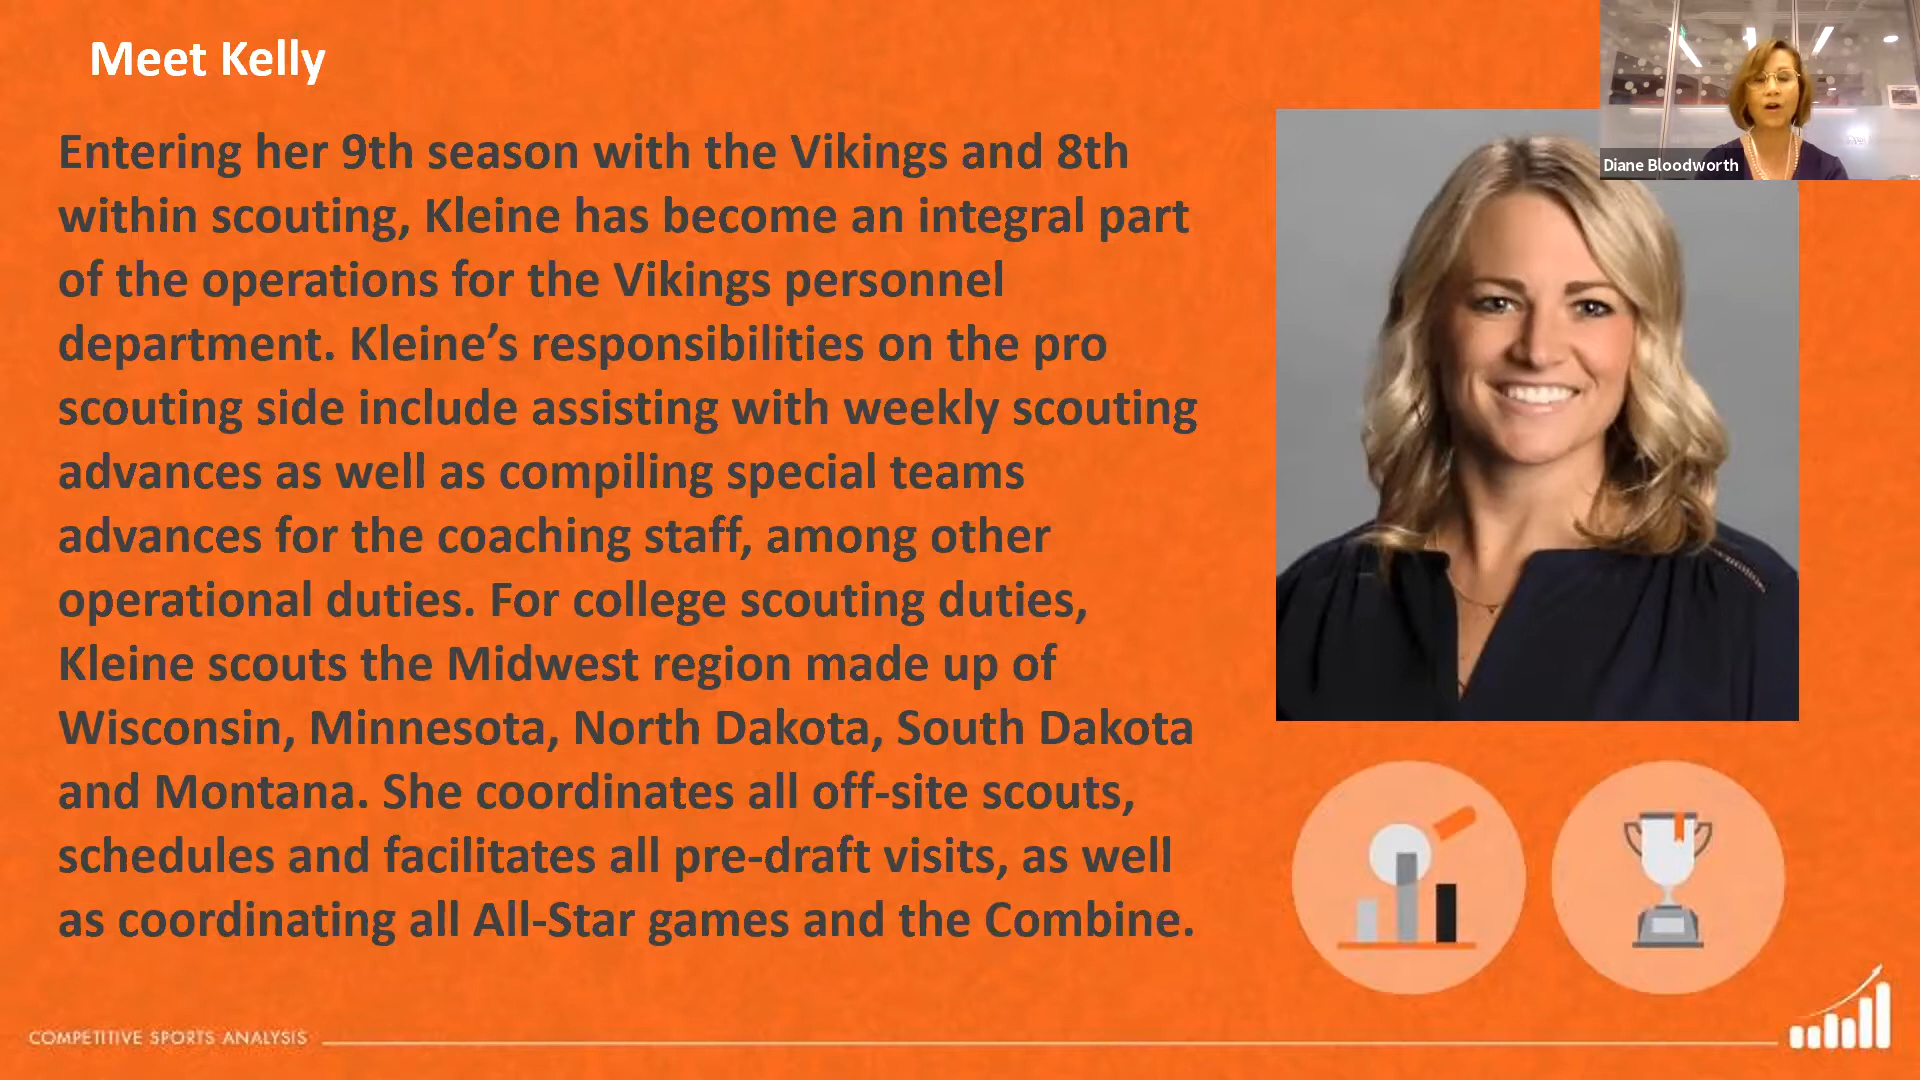 Meet Kelly
Diane Bloodworth
Entering her 9th season with the Vikings and 8th
within scouting, Kleine has become an integral part
of the operations for the Vikings personnel
department. Kleine’s responsibilities on the pro
scouting side include assisting with weekly scouting
advances as well as compiling special teams
advances for the coaching staff, among other
operational duties. For college scouting duties,
Kleine scouts the Midwest region made up of
Wisconsin, Minnesota, North Dakota, South Dakota
and Montana. She coordinates all off-site scouts,
schedules and facilitates all pre-draft visits, as well
as coordinating all All-Star games and the Combine.
COMPETITIVE SPORTS ANALYSIS